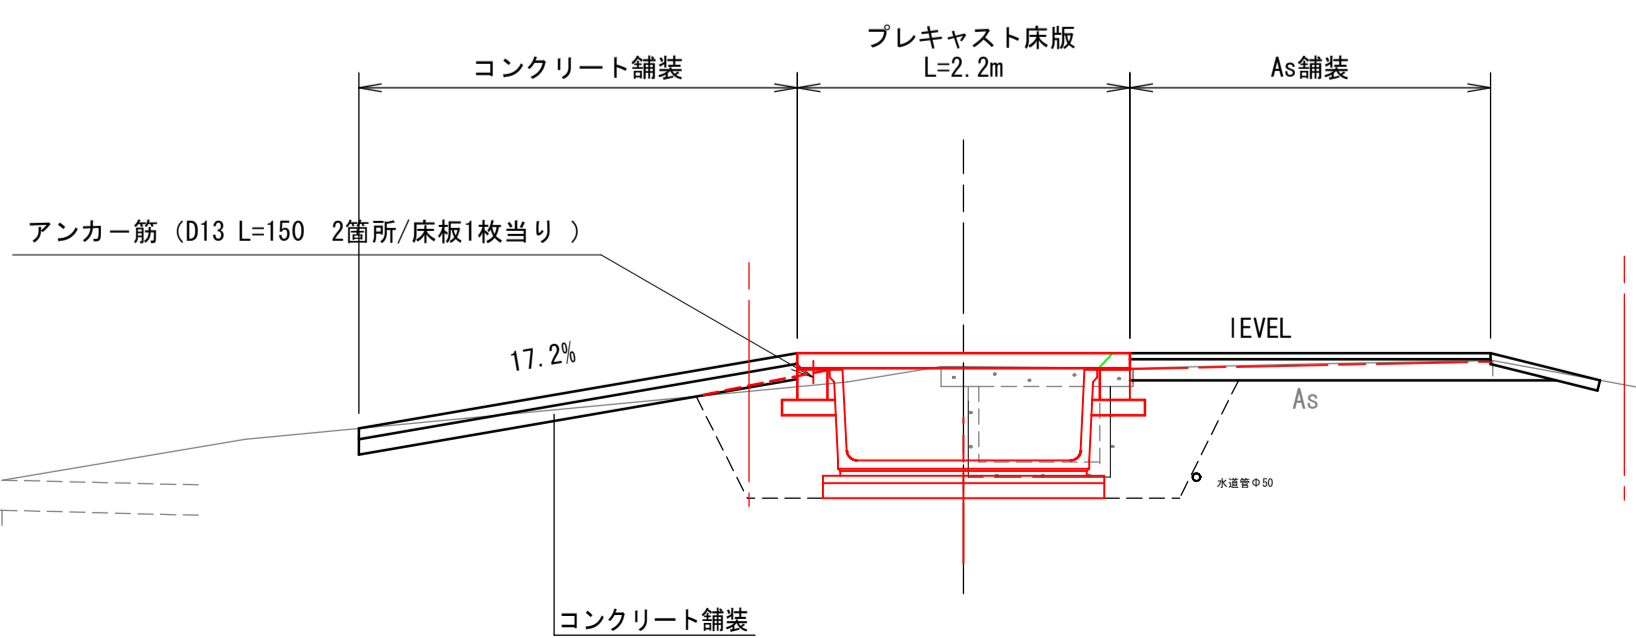 プレキャスト床版
コンクリート舗装
L=2.2m
As舗装
アンカー筋（D13 L=150　2箇所/床板1枚当り ）
lEVEL
17.2%
As
水道管Φ50
コンクリート舗装